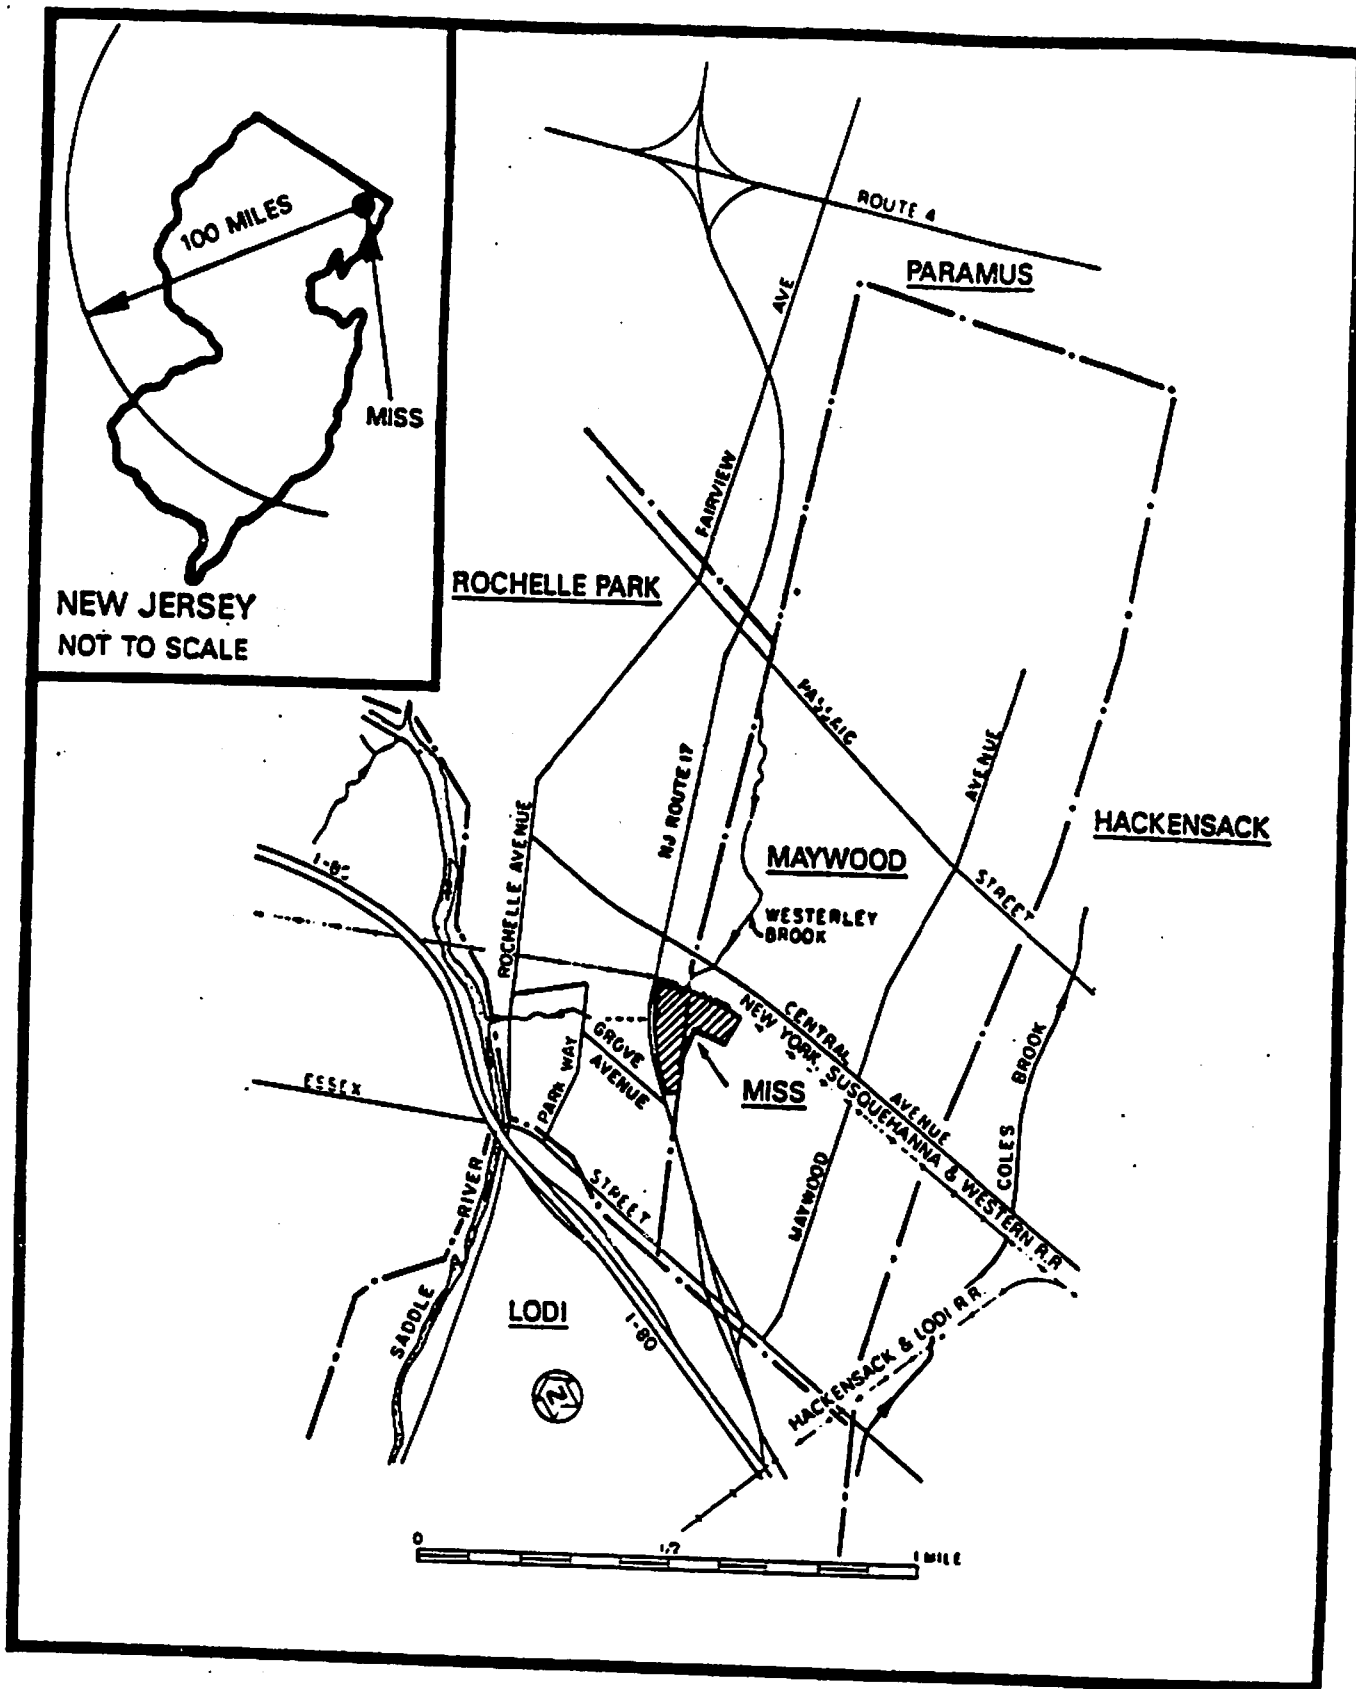 100 MILES
MISS
NEW JERSEY
NOT TO SCALE
ROUTE 4
PARAMUS
AVE
FAIRVIEW
ROCHELLE PARK
PASSAIC
NJ ROUTE 17
AVENUE
HACKENSACK
MAYWOOD
ROCHELLE AVENUE
STREET
WESTERLEY
BROOK
CENTRAL
AVENUE
NEW YORK, SUSQUEHANNA & WESTERN R.R.
BROOK
COLES
GROVE
AVENUE
PARK WAY
MISS
ESSEX
STREET
MAYWOOD
RIVER
SADDLE
LODI
I-80
HACKENSACK & LODI R.R.
N
0
1/2
1 MILE